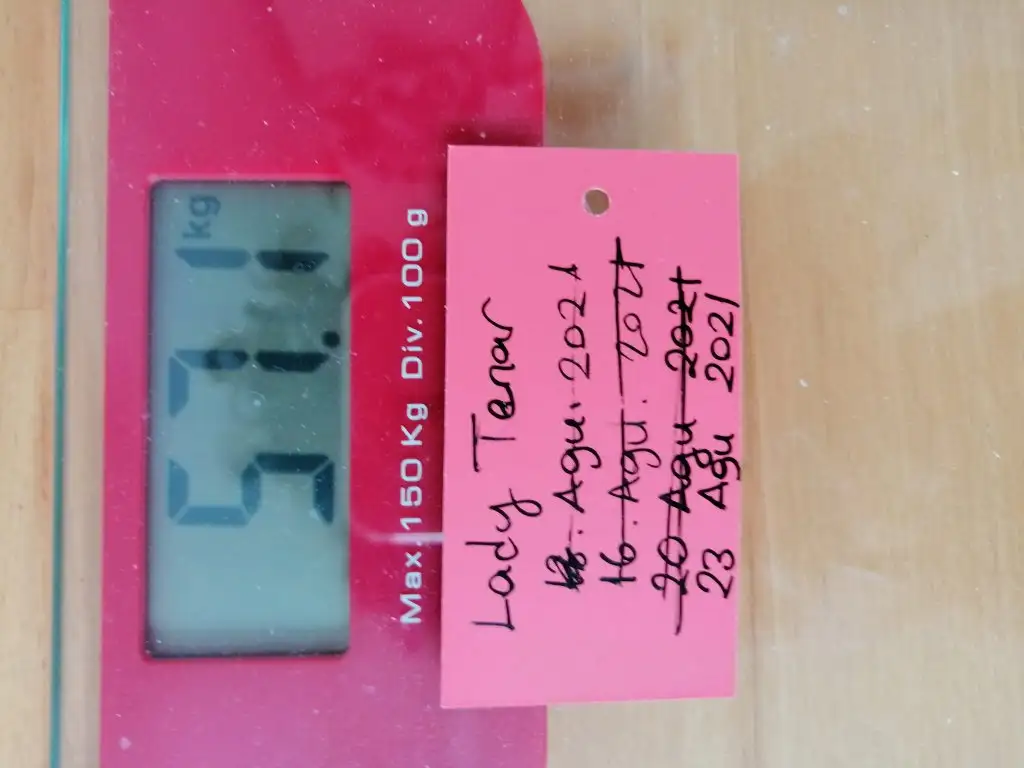 57.1 kg
Max.150 Kg Div.100 g
Lady Tanar
. Agu. 2021
16. Agu. 2021
20 Agu 2021
23 Agu 2021